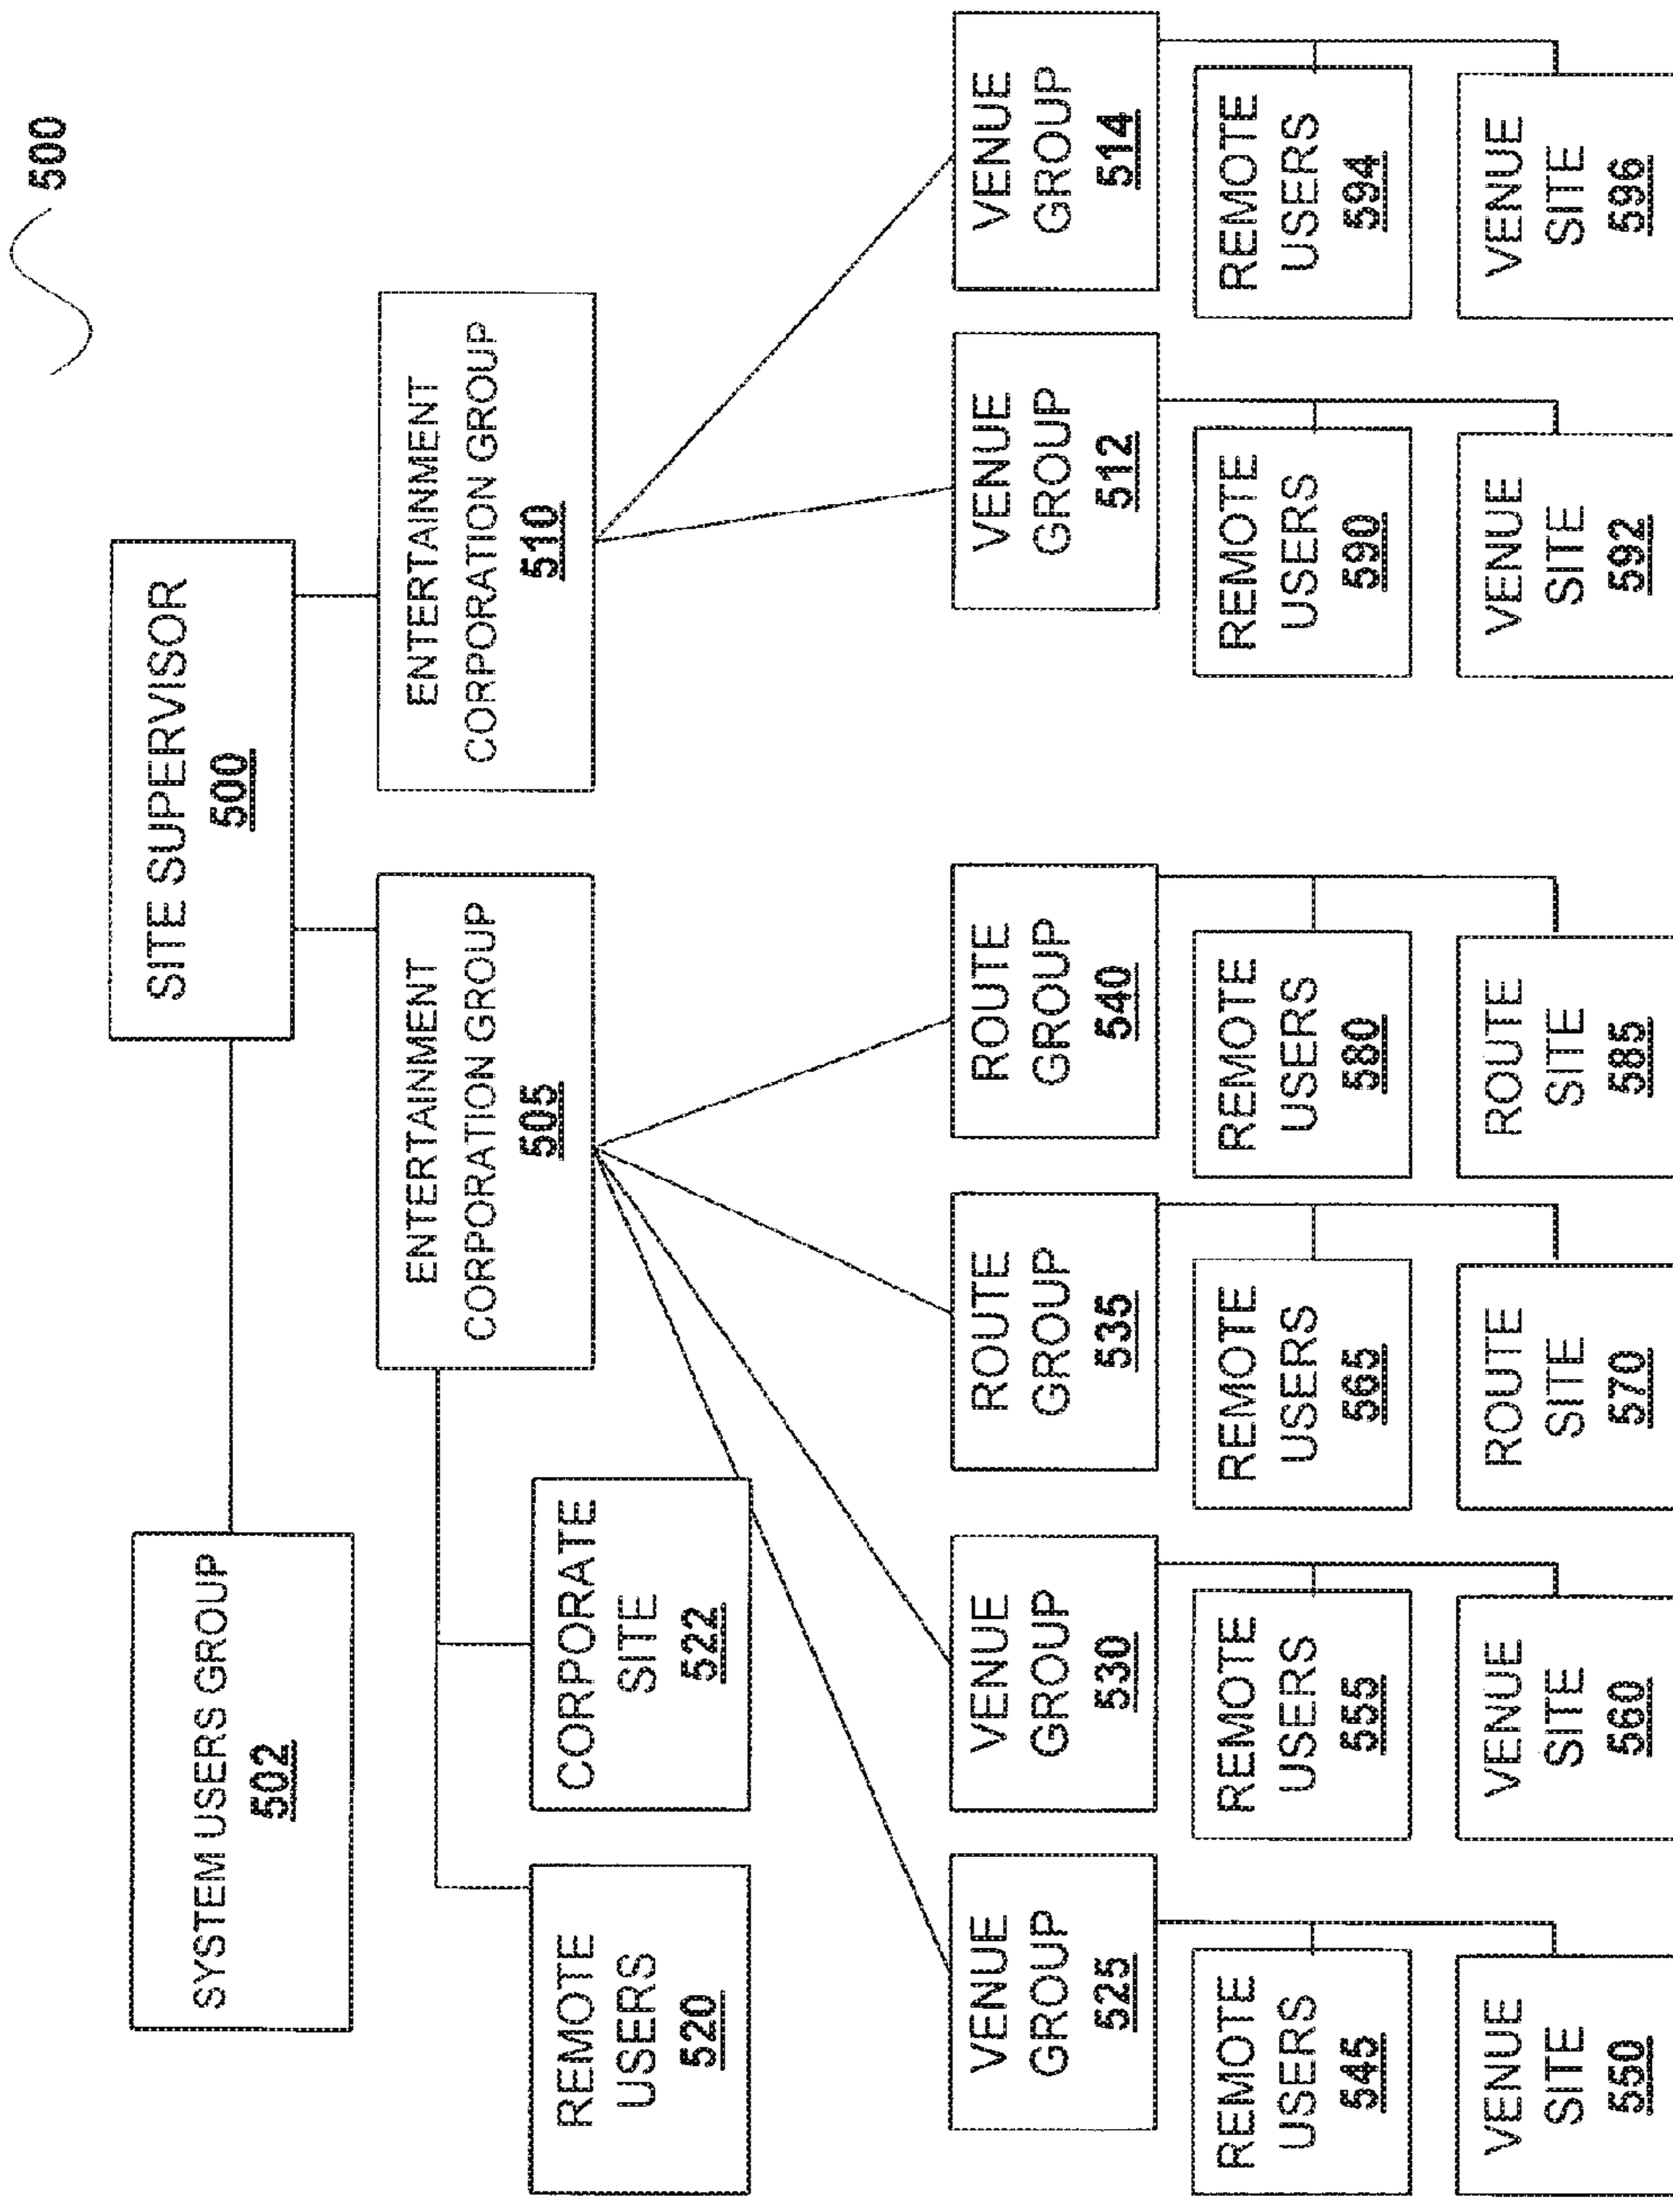 500
SITE SUPERVISOR
500
SYSTEM USERS GROUP
502
ENTERTAINMENT
CORPORATION GROUP
505
ENTERTAINMENT
CORPORATION GROUP
510
REMOTE
USERS
520
CORPORATE
SITE
522
VENUE
GROUP
525
VENUE
GROUP
530
ROUTE
GROUP
535
ROUTE
GROUP
540
VENUE
GROUP
512
VENUE
GROUP
514
REMOTE
USERS
545
REMOTE
USERS
555
REMOTE
USERS
565
REMOTE
USERS
580
REMOTE
USERS
590
REMOTE
USERS
594
VENUE
SITE
550
VENUE
SITE
560
ROUTE
SITE
570
ROUTE
SITE
585
VENUE
SITE
592
VENUE
SITE
596